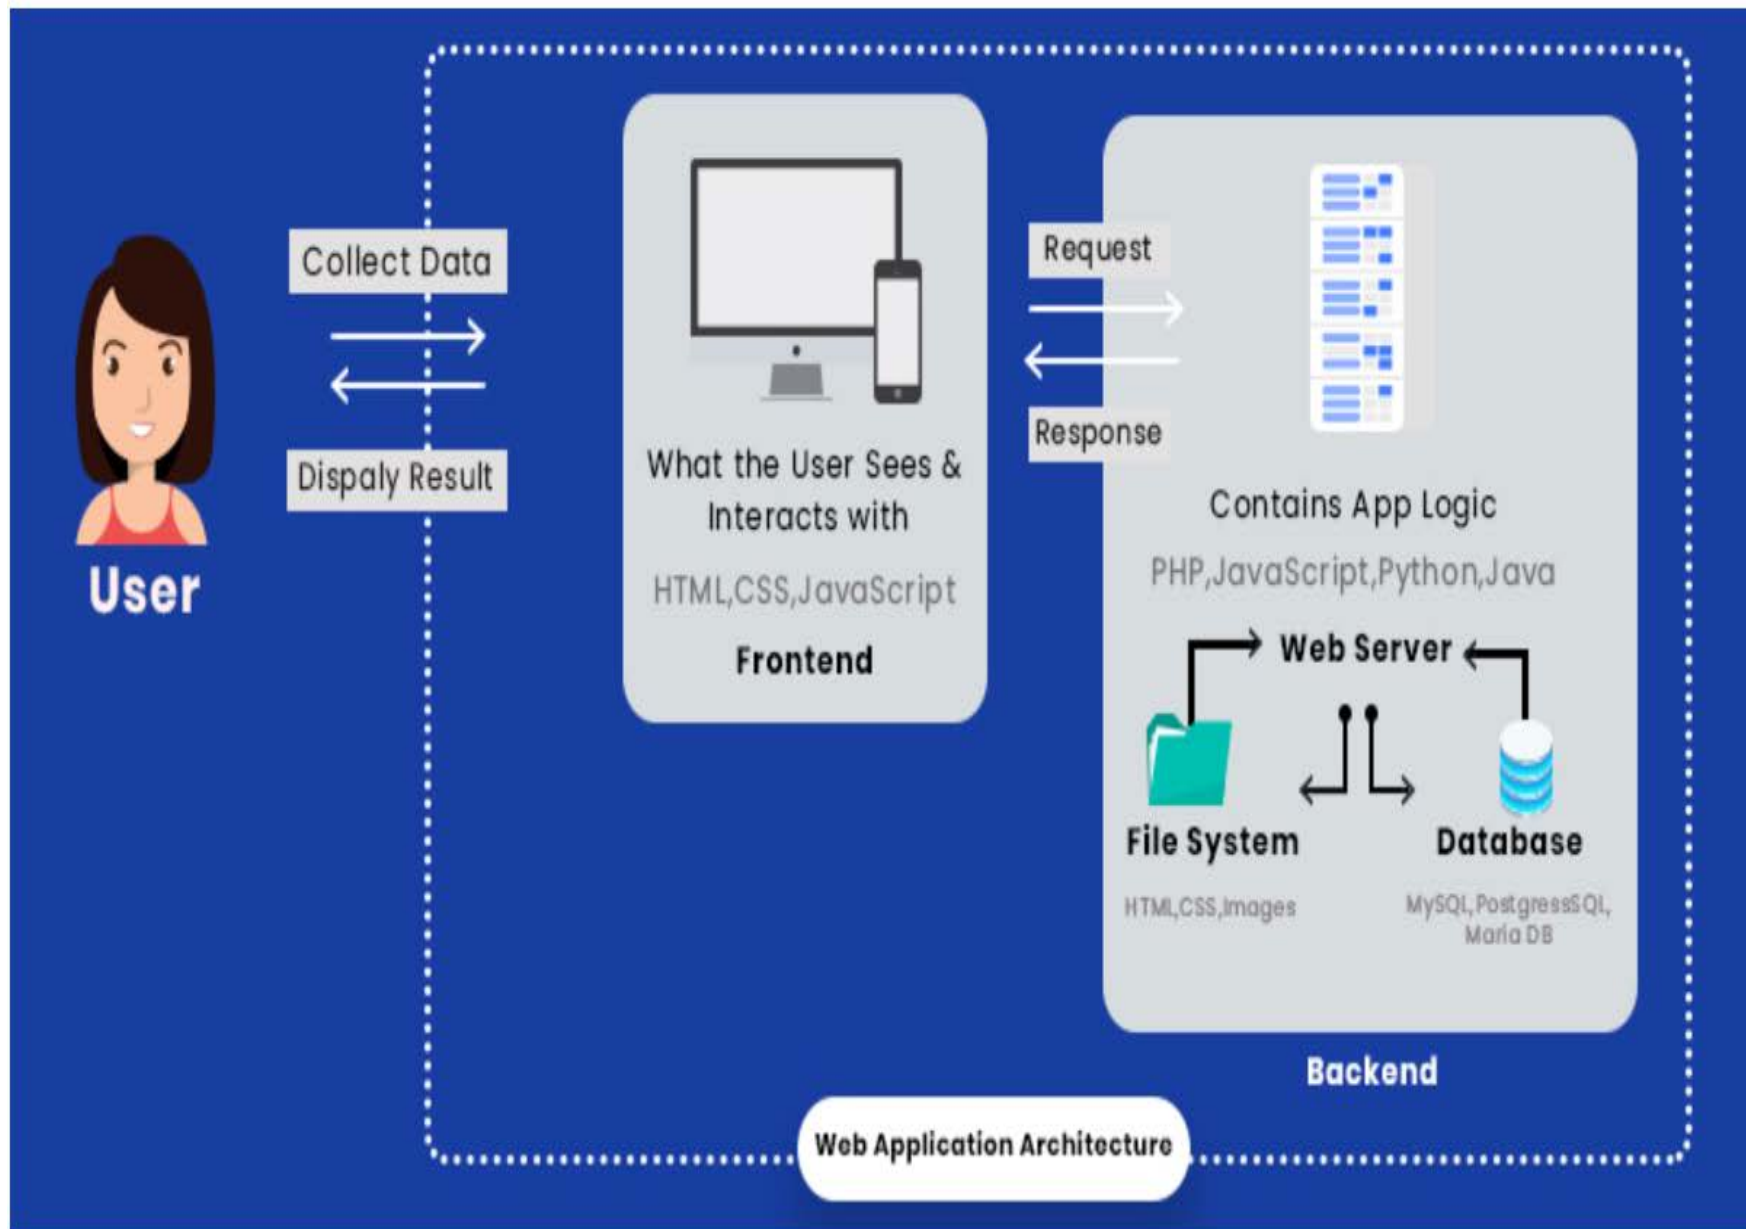 Collect Data
Dispaly Result
User
What the User Sees &
Interacts with
HTML,CSS,JavaScript
Frontend
Request
Response
Contains App Logic
PHP,JavaScript,Python,Java
Web Server
File System
HTML,CSS,Images
Database
MySQL,PostgressSQL,
Maria DB
Backend
Web Application Architecture